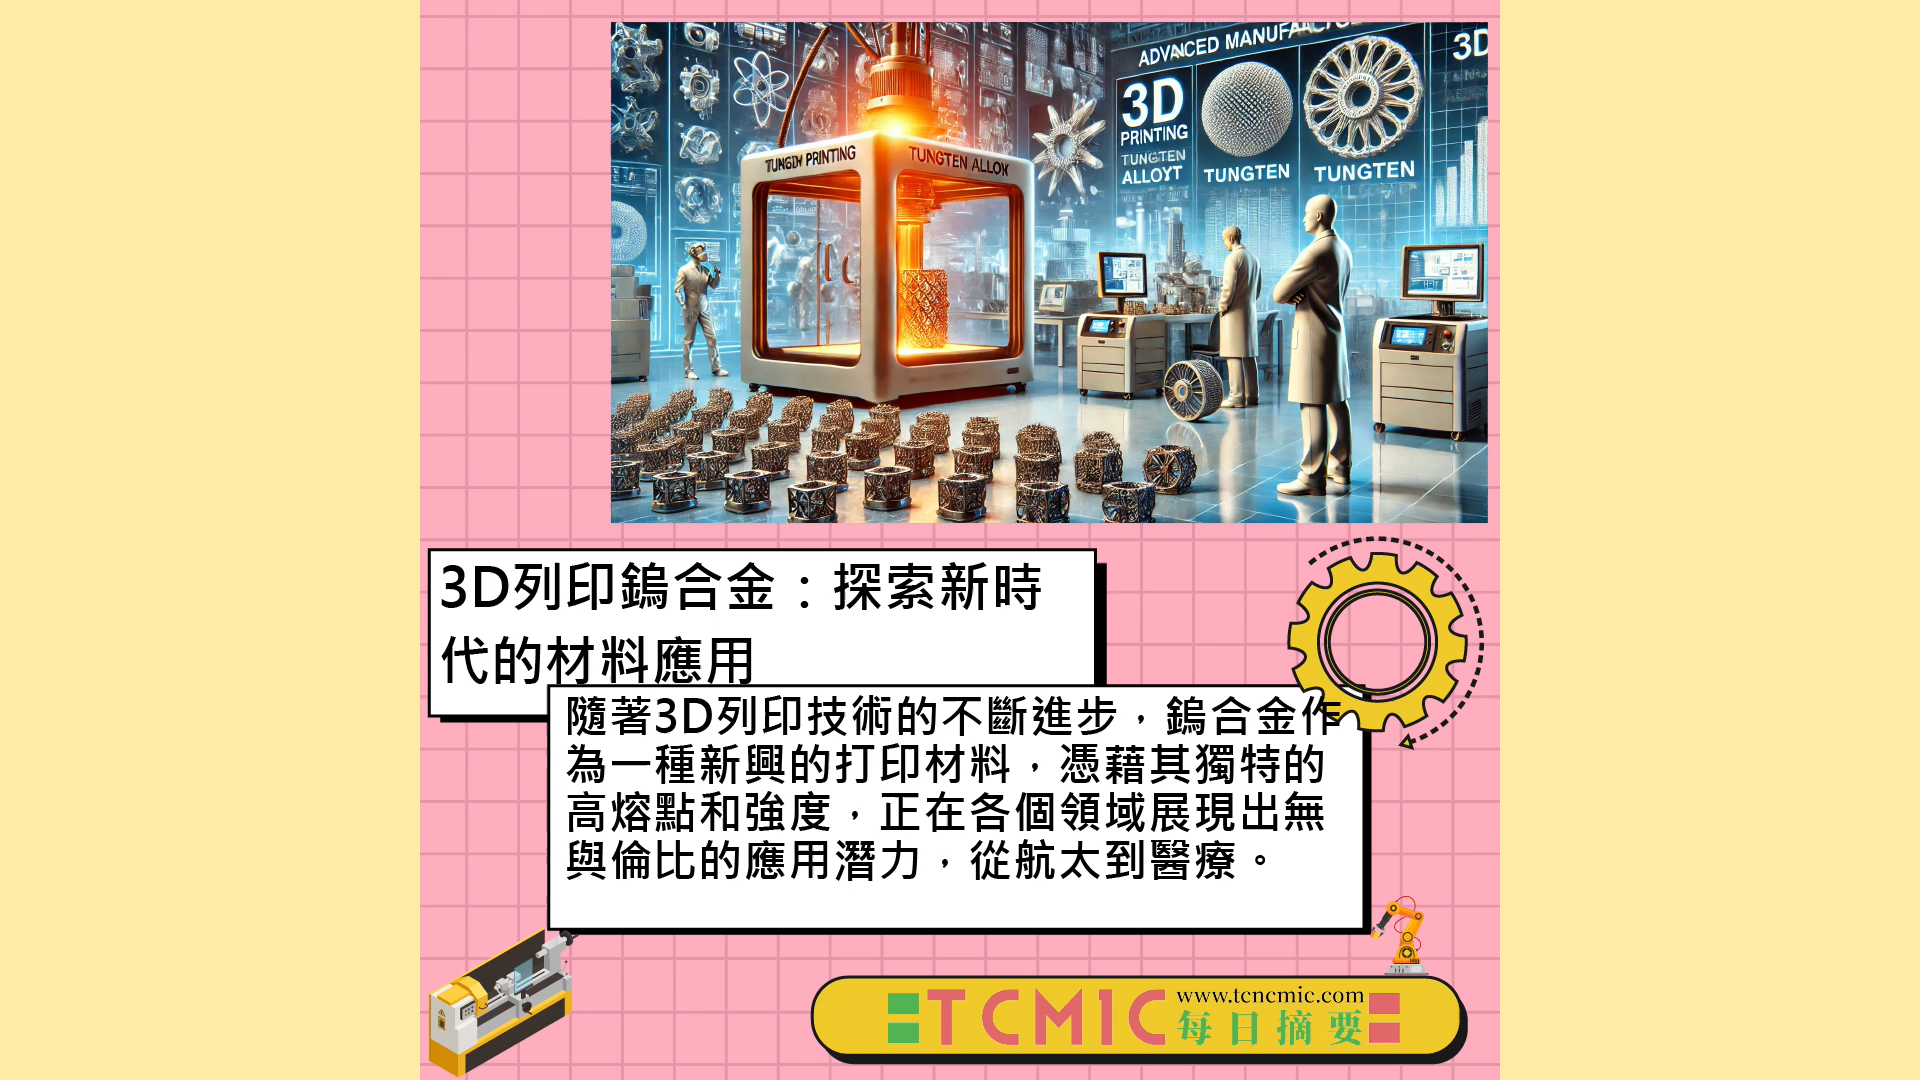 ADVANCED MANUFACTU
3D
3D
PRINTING
TUNGTEN
ALLOYT
TUNGTEN
TUNGTEN
PRINTING
TUNGTEN ALLOK
3D列印鎢合金：探索新時
代的材料應用
隨著3D列印技術的不斷進步，鎢合金作
為一種新興的打印材料，憑藉其獨特的
高熔點和強度，正在各個領域展現出無
與倫比的應用潛力，從航太到醫療。
TCMIC
www.tcncmic.com
每日摘要